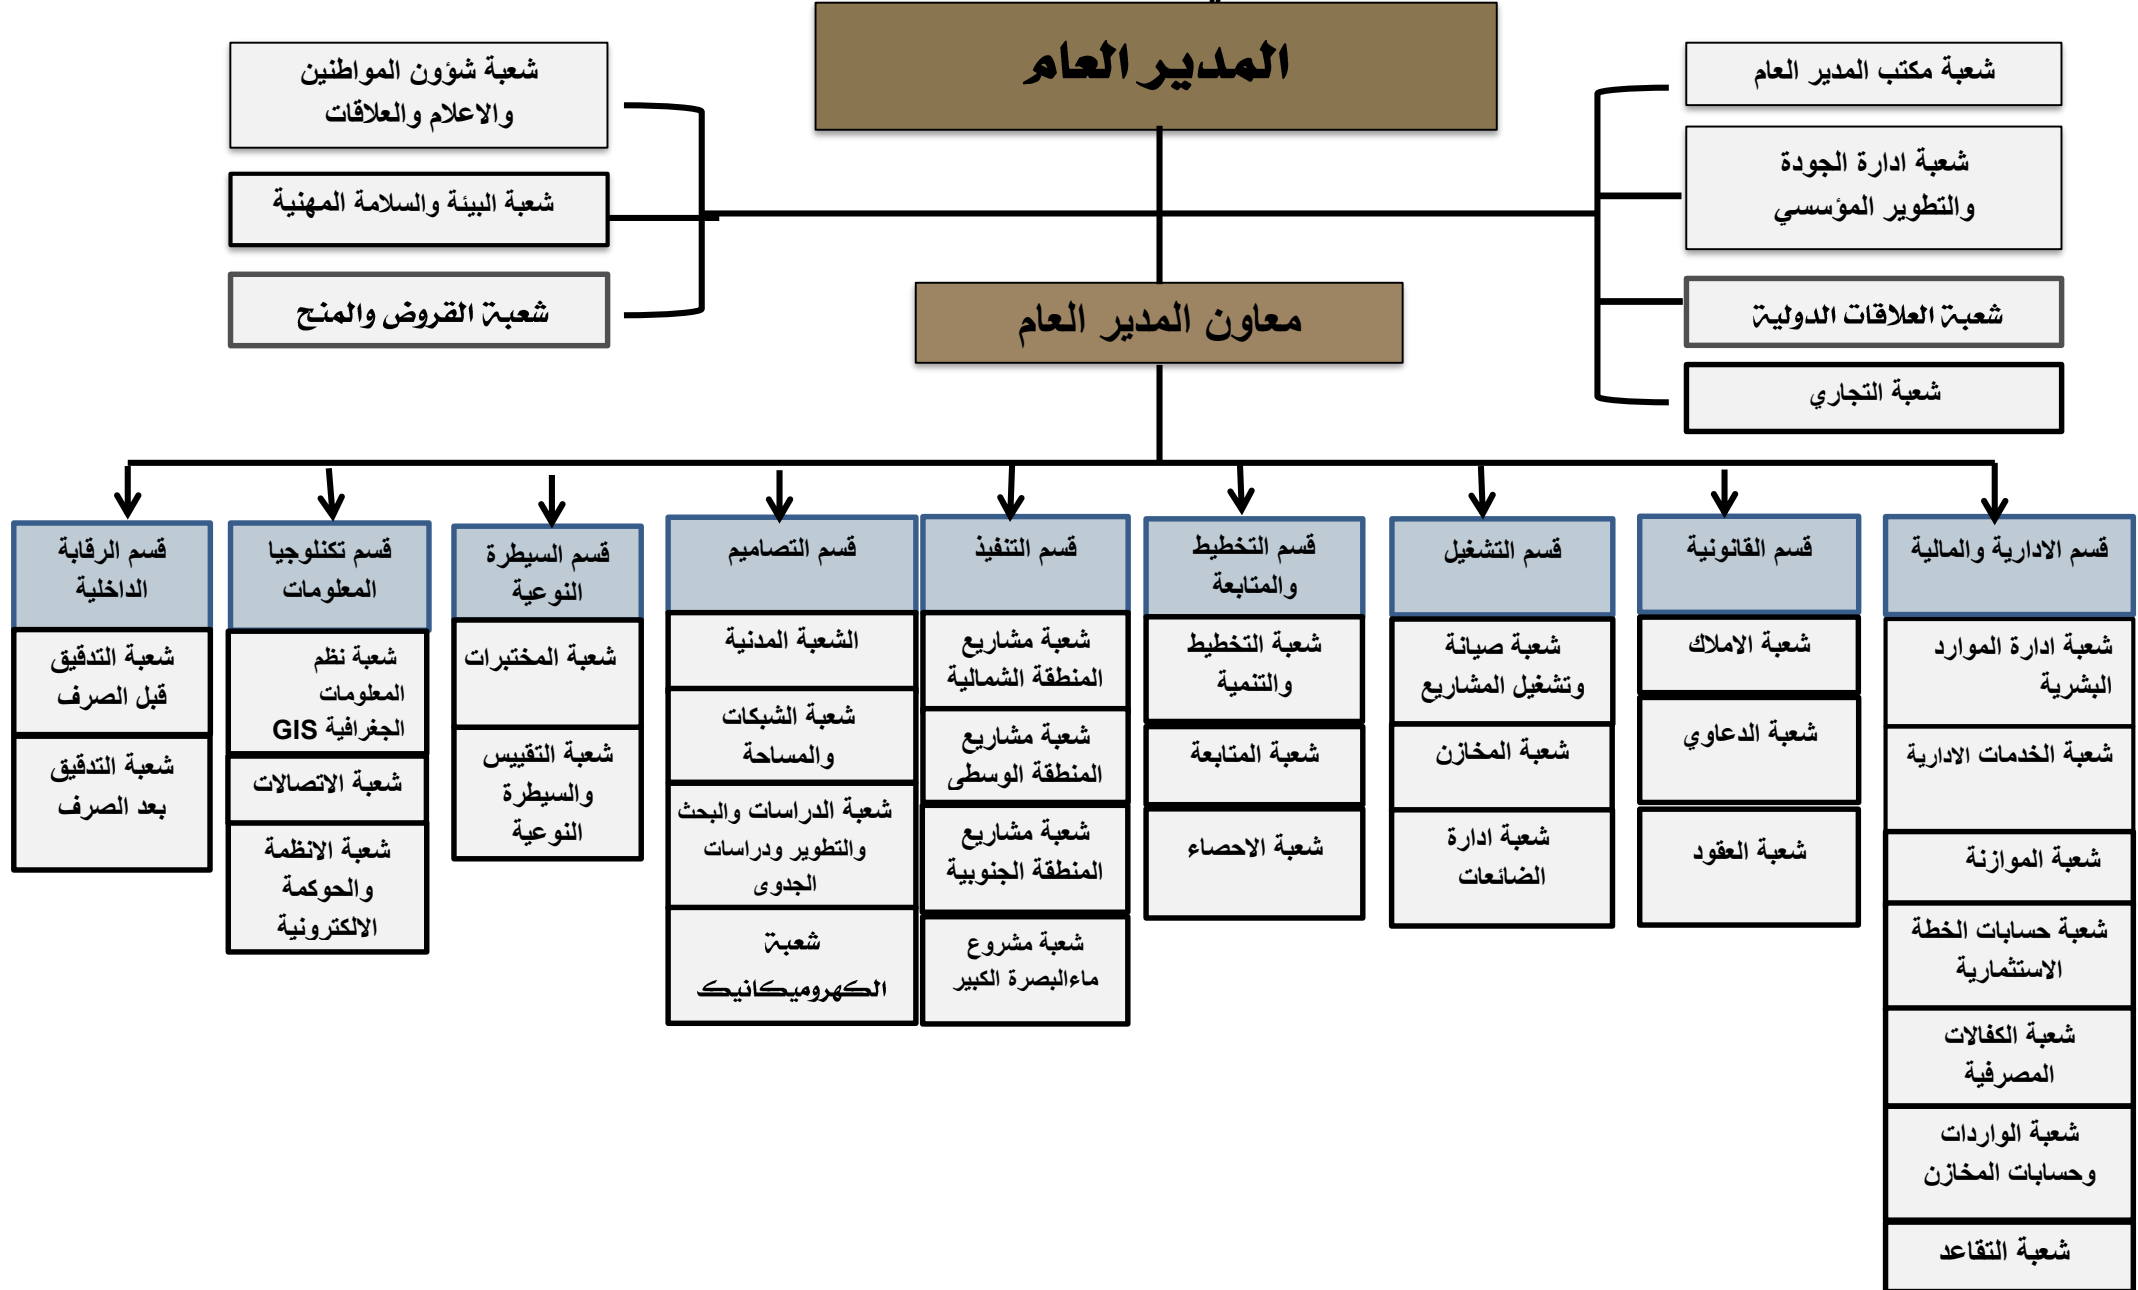 المدير العام
شعبة مكتب المدير العام
شعبة ادارة الجودة
والتطوير المؤسسي
شعبة العلاقات الدولية
شعبة التجاري
شعبة شؤون المواطنين
والاعلام والعلاقات
شعبة البيئة والسلامة المهنية
شعبة القروض والمنح
معاون المدير العام
قسم الادارية والمالية
شعبة ادارة الموارد
البشرية
شعبة الخدمات الادارية
شعبة الموازنة
شعبة حسابات الخطة
الاستثمارية
شعبة الكفالات
المصرفية
شعبة الواردات
وحسابات المخازن
شعبة التقاعد
قسم القانونية
شعبة الاملاك
شعبة الدعاوي
شعبة العقود
قسم التشغيل
شعبة صيانة
وتشغيل المشاريع
شعبة المخازن
شعبة ادارة
الضائعات
قسم التخطيط
والمتابعة
شعبة التخطيط
والتنمية
شعبة المتابعة
شعبة الاحصاء
قسم التنفيذ
شعبة مشاريع
المنطقة الشمالية
شعبة مشاريع
المنطقة الوسطى
شعبة مشاريع
المنطقة الجنوبية
شعبة مشروع
ماءالبصرة الكبير
قسم التصاميم
الشعبة المدنية
شعبة الشبكات
والمساحة
شعبة الدراسات والبحث
والتطوير ودراسات
الجدوى
شعبة
الكهروميكانيك
قسم السيطرة
النوعية
شعبة المختبرات
شعبة التقييس
والسيطرة
النوعية
قسم تكنلوجيا
المعلومات
شعبة نظم
المعلومات
الجغرافية GIS
شعبة الاتصالات
شعبة الانظمة
والحوكمة
الالكترونية
قسم الرقابة
الداخلية
شعبة التدقيق
قبل الصرف
شعبة التدقيق
بعد الصرف